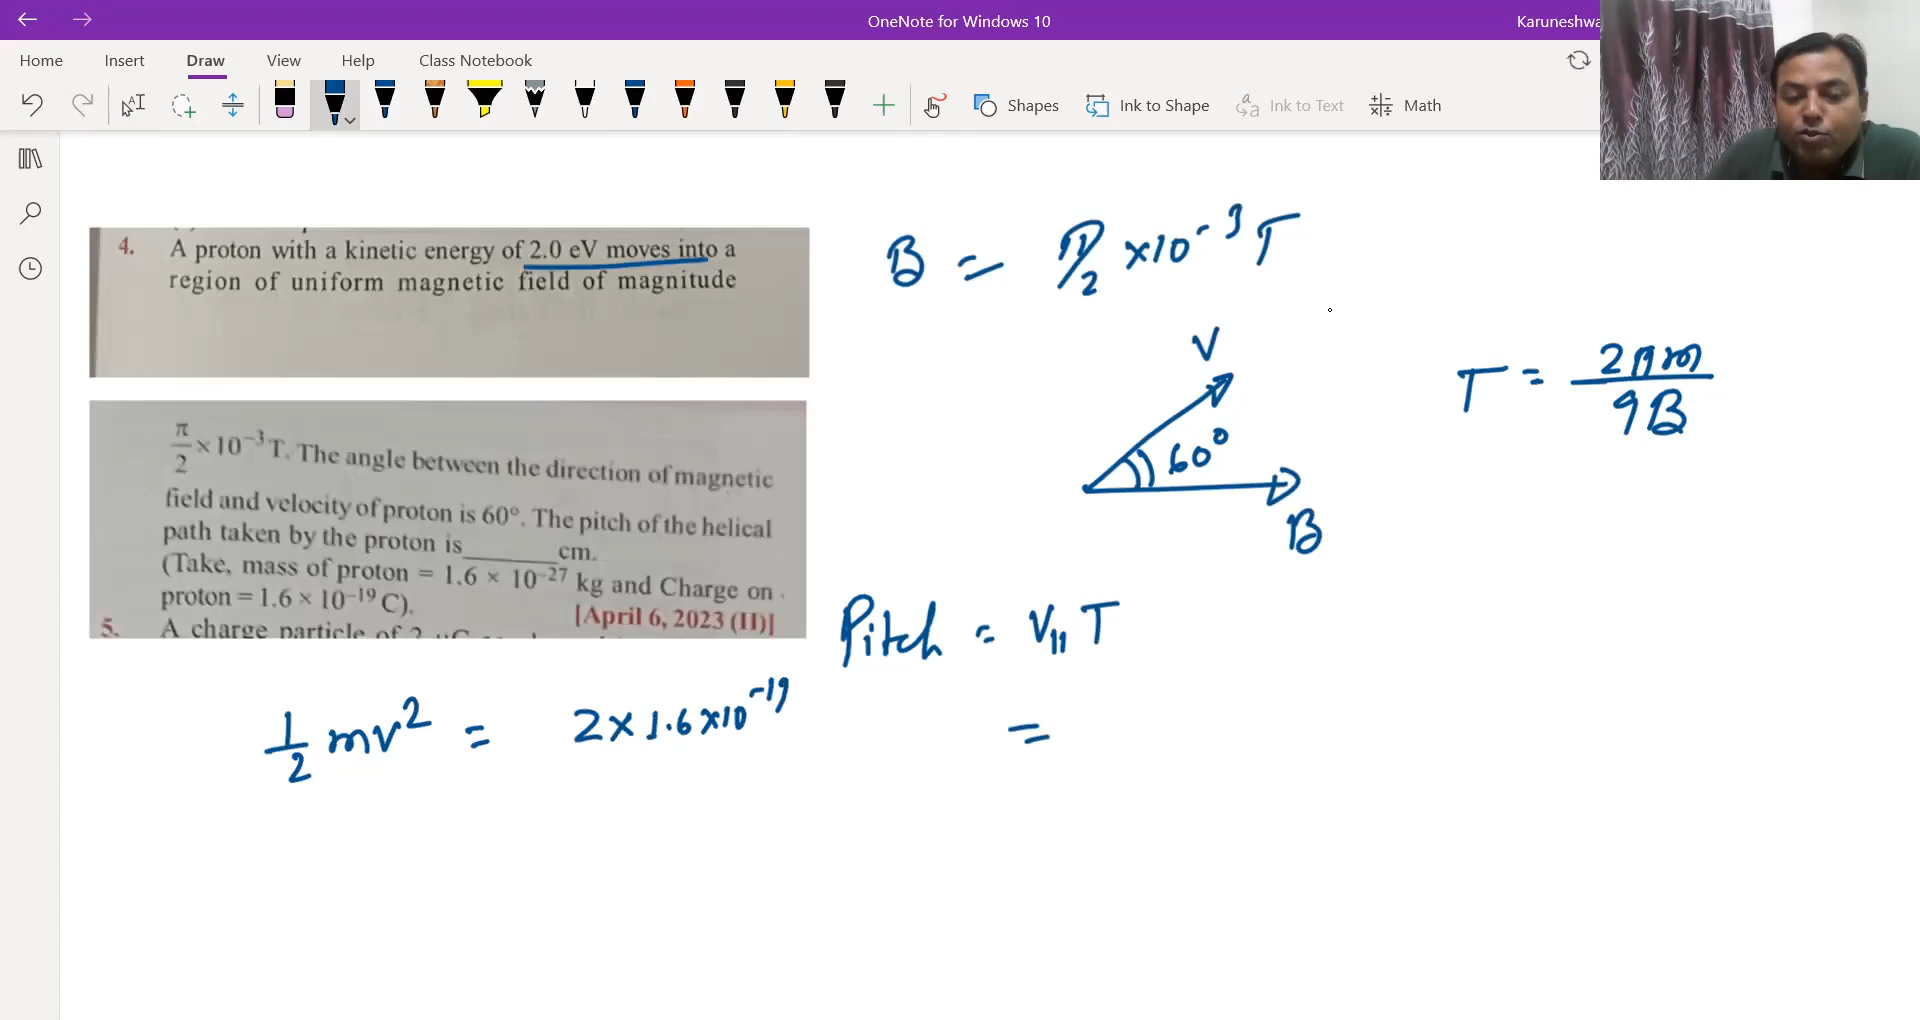 OneNote for Windows 10
Karuneshwa
Home Insert Draw View Help Class Notebook
Shapes Ink to Shape Ink to Text Math
4. A proton with a kinetic energy of 2.0 eV moves into a
region of uniform magnetic field of magnitude
π/2 × 10⁻³ T. The angle between the direction of magnetic
field and velocity of proton is 60°. The pitch of the helical
path taken by the proton is ________ cm.
(Take, mass of proton = 1.6 × 10⁻²⁷ kg and Charge on
proton = 1.6 × 10⁻¹⁹ C).
[April 6, 2023 (II)]
5. A charge particle of 2
B = π/2 × 10⁻³ T
V
60°
B
T = 2πm / qB
Pitch = V∥ T
=
1/2 mv² = 2 × 1.6 × 10⁻¹⁹